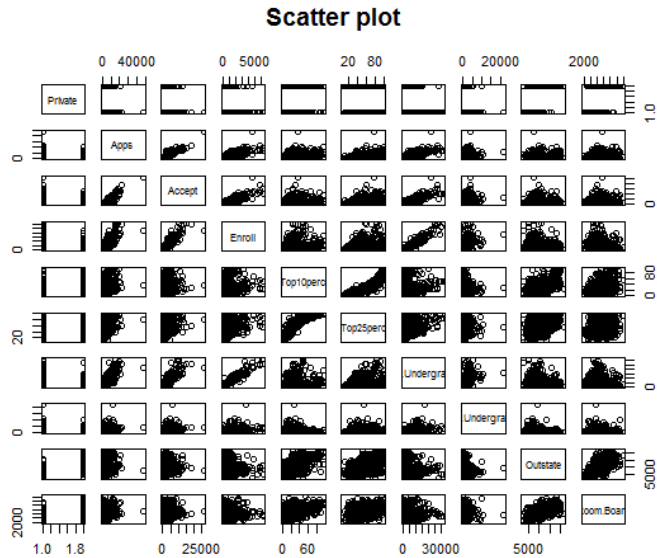 Scatter plot
0 40000 0 5000 20 80 0 20000 2000
Private 1.0
0 Apps
Accept 0
0 Enroll
Top10perc 0 40 80
20 Top25perc
Undergra 0
0 Undergra
Outstate 5000
2000 oom.Boar
1.0 1.8 0 25000 0 60 0 30000 5000